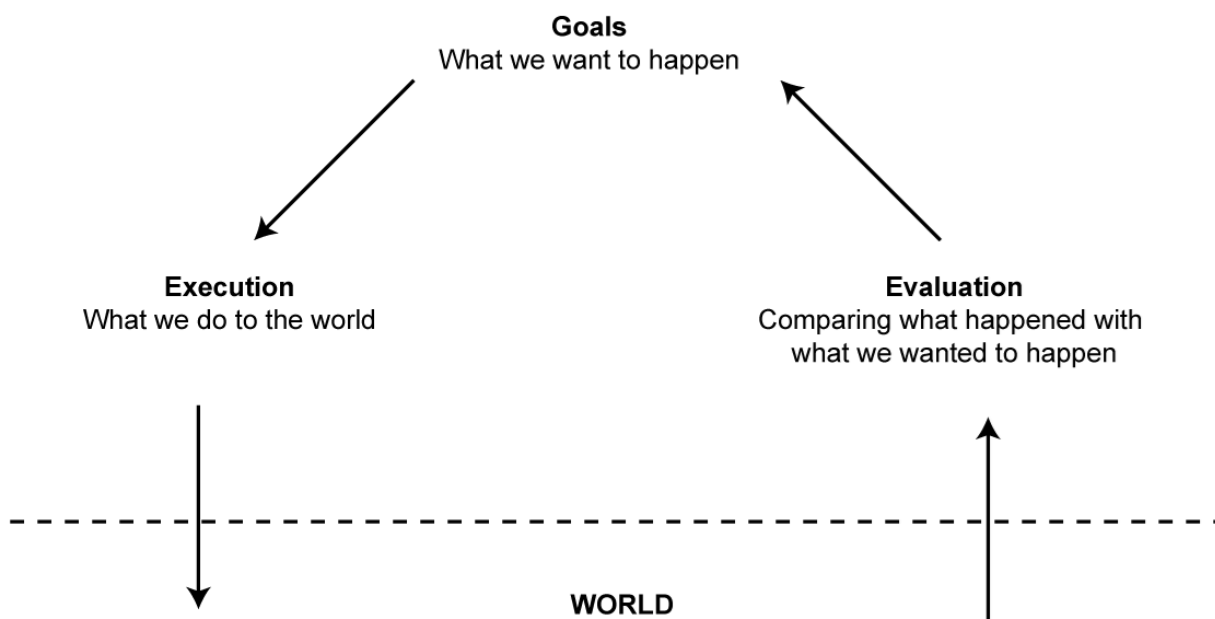 Goals
What we want to happen
Execution
What we do to the world
Evaluation
Comparing what happened with
what we wanted to happen
WORLD